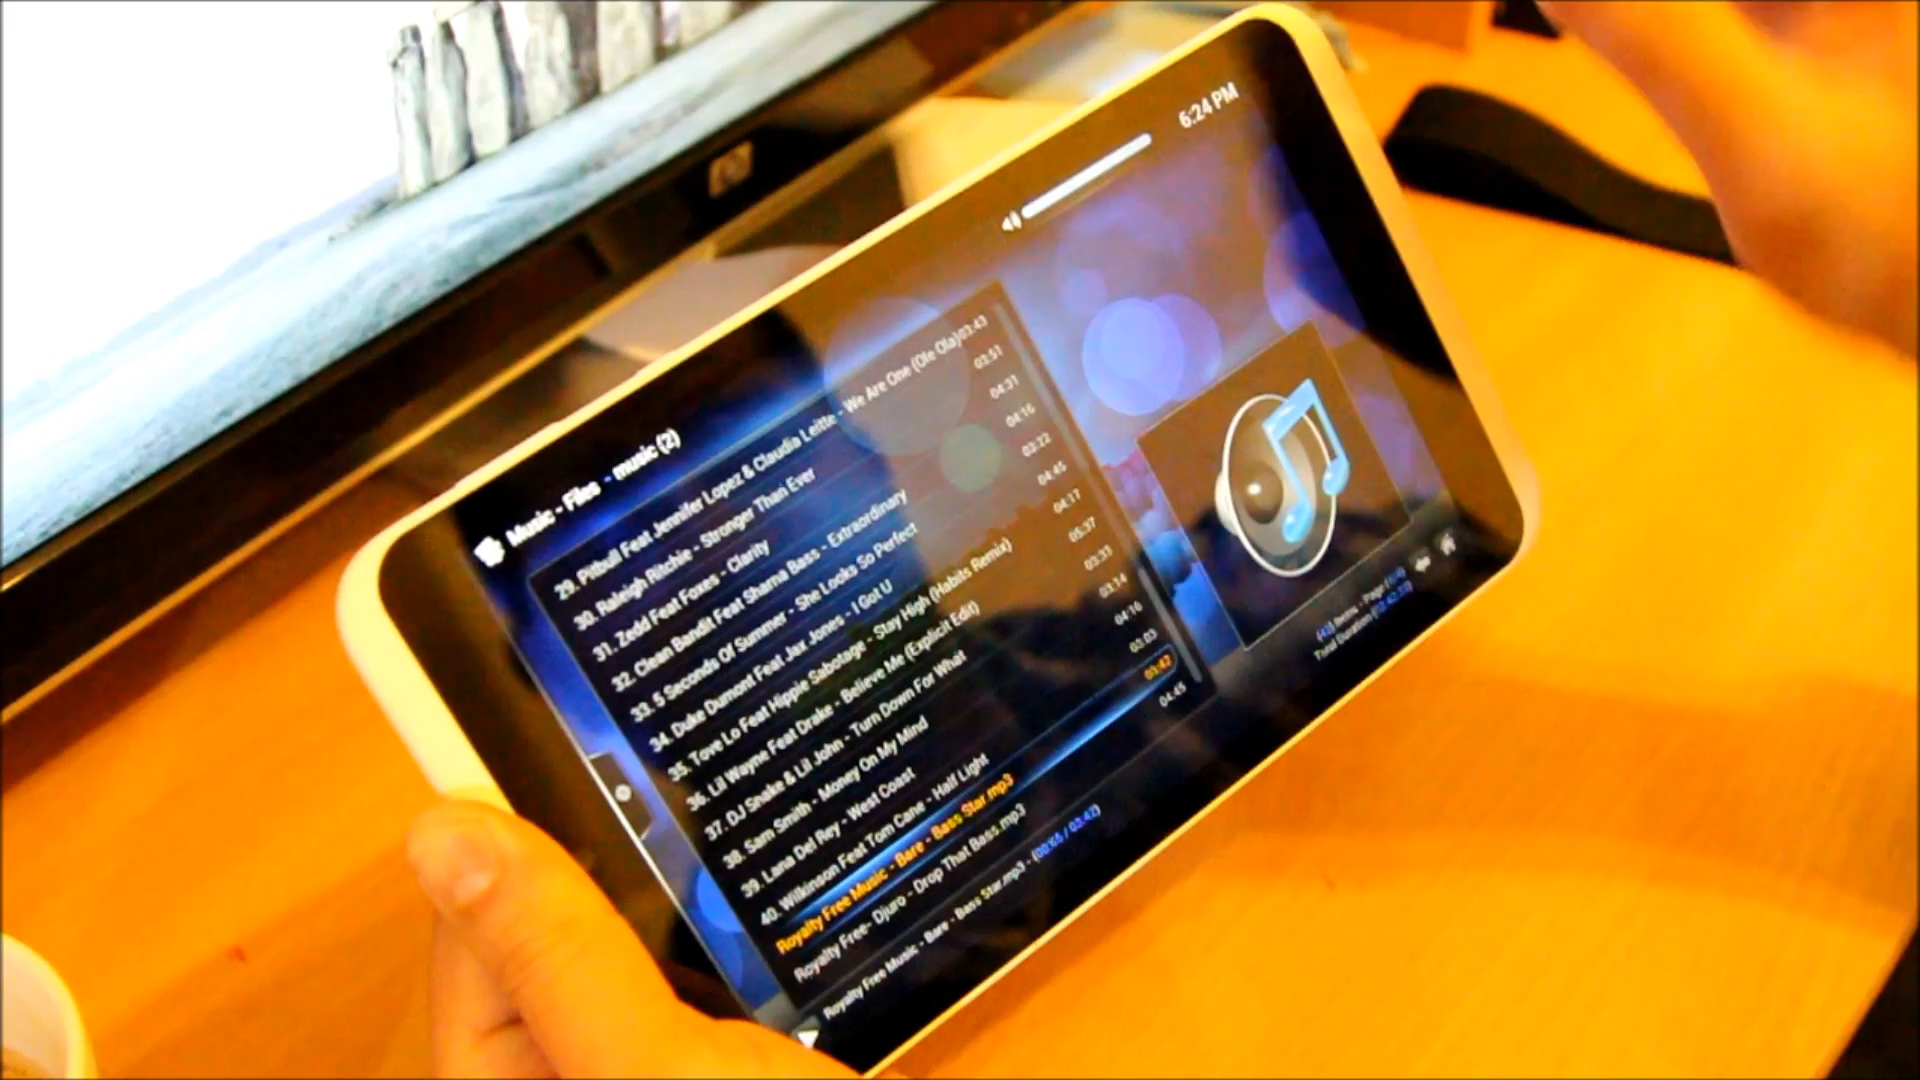 6:24 PM
Music - Files - music (2)
29. Pitbull Feat Jennifer Lopez & Claudia Leitte - We Are One (Ole Ola) 03:43
30. Raleigh Ritchie - Stronger Than Ever 03:51
31. Zedd Feat Foxes - Clarity 04:31
32. Clean Bandit Feat Sharna Bass - Extraordinary 04:16
33. 5 Seconds Of Summer - She Looks So Perfect 03:22
34. Duke Dumont Feat Jax Jones - I Got U 04:45
35. Tove Lo Feat Hippie Sabotage - Stay High (Habits Remix) 04:17
36. Lil Wayne Feat Drake - Believe Me (Explicit Edit) 05:37
37. DJ Snake & Lil John - Turn Down For What 03:33
38. Sam Smith - Money On My Mind 03:14
39. Lana Del Rey - West Coast 04:16
40. Wilkinson Feat Tom Cane - Half Light 03:03
Royalty Free Music - Bare - Bass Star.mp3 03:42
Royalty Free- Djuro - Drop That Bass.mp3 04:45
Royalty Free Music - Bare - Bass Star.mp3 - (00:55 / 03:42)
(42) Items - Page
Total Duration
hp